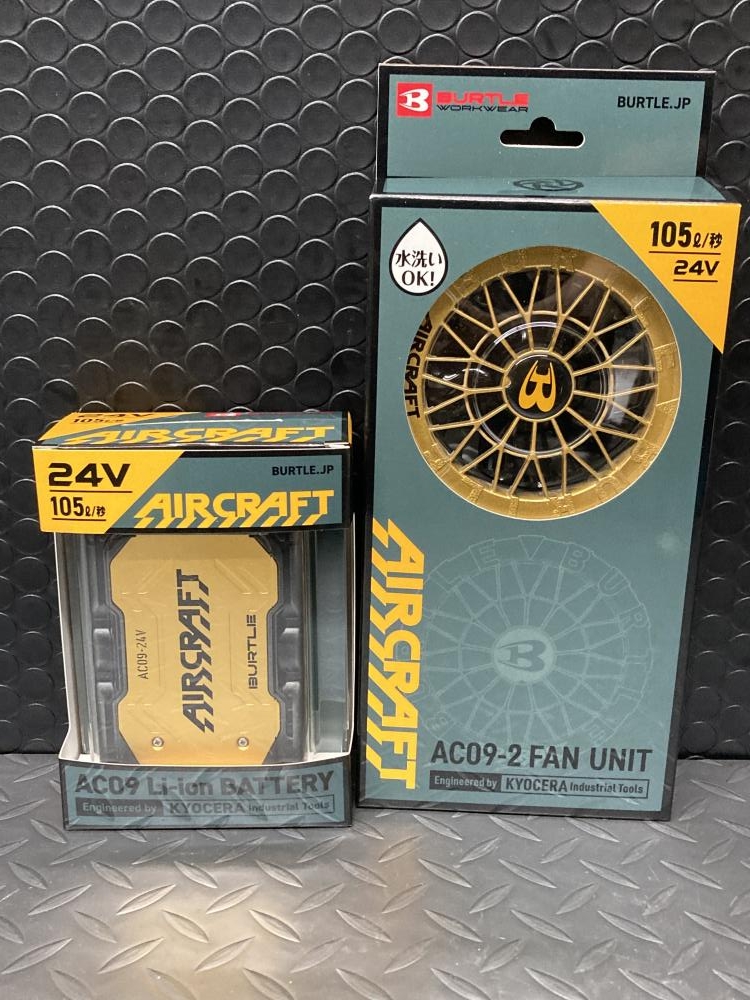 BURTLE
WORKWEAR
BURTLE.JP
105ℓ/秒
24V
水洗い
OK!
AIRCRAFT
B
AIRCRAFT
AC09-2 FAN UNIT
Engineered by KYOCERA Industrial Tools
24V
AIRCRAFT
24V
105ℓ/秒
BURTLE.JP
AIRCRAFT
AC09-24V
AIRCRAFT
BURTLE
AC09 Li-ion BATTERY
Engineered by KYOCERA Industrial Tools